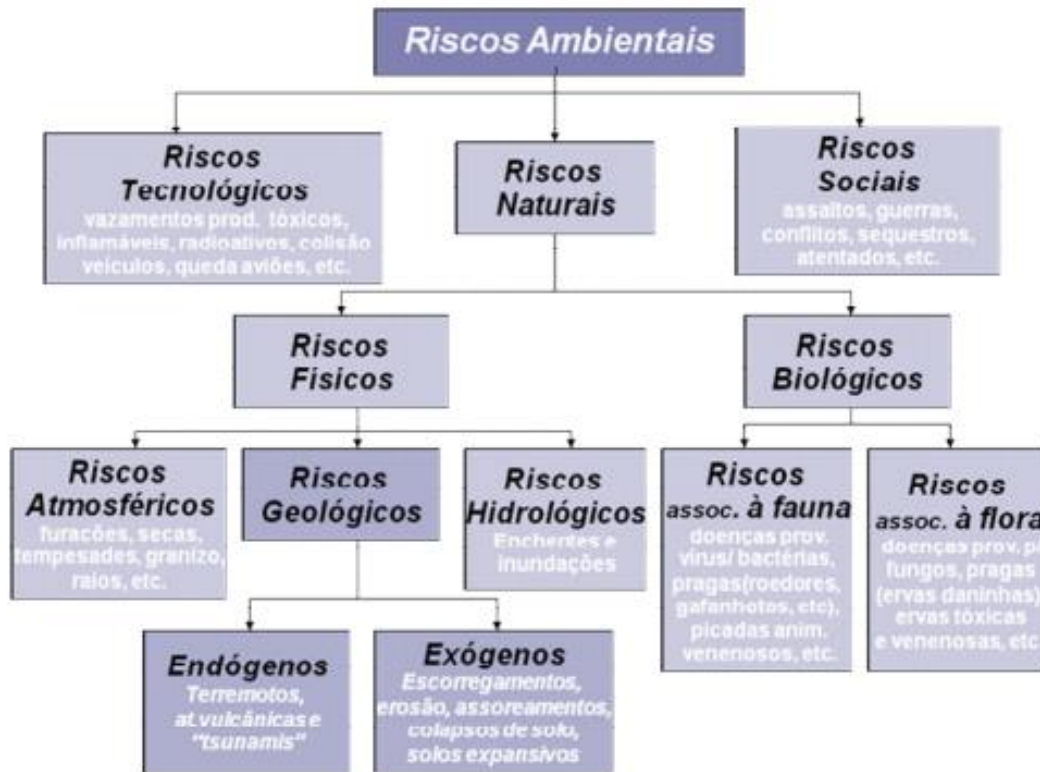 Riscos Ambientais
Riscos
Tecnológicos
vazamentos prod. tóxicos,
inflamáveis, radioativos, colisão
veículos, queda aviões, etc.
Riscos
Naturais
Riscos
Sociais
assaltos, guerras,
conflitos, sequestros,
atentados, etc.
Riscos
Físicos
Riscos
Biológicos
Riscos
Atmosféricos
furacões, secas,
tempesades, granizo,
raios, etc.
Riscos
Geológicos
Riscos
Hidrológicos
Enchentes e
inundações
Riscos
assoc. à fauna
doenças prov.
vírus/ bactérias,
pragas(roedores,
gafanhotos, etc),
picadas anim.
venenosos, etc.
Riscos
assoc. à flora
doenças prov. p/
fungos, pragas
(ervas daninhas)
ervas tóxicas
e venenosas, etc
Endógenos
Terremotos,
at.vulcânicas e
"tsunamis"
Exógenos
Escorregamentos,
erosão, assoreamentos,
colapsos de solo,
solos expansivos